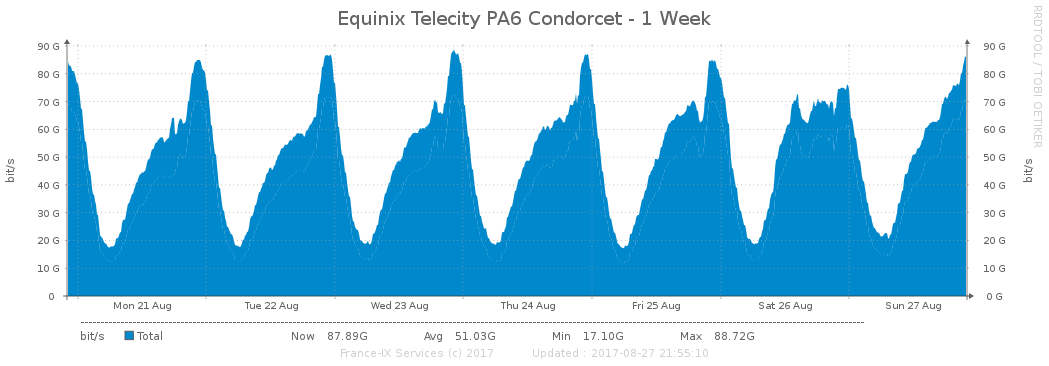 Equinix Telecity PA6 Condorcet - 1 Week
RRDTOOL / TOBI OETIKER
bit/s
90 G
80 G
70 G
60 G
50 G
40 G
30 G
20 G
10 G
0
90 G
80 G
70 G
60 G
50 G
40 G
30 G
20 G
10 G
0 G
bit/s
Mon 21 Aug Tue 22 Aug Wed 23 Aug Thu 24 Aug Fri 25 Aug Sat 26 Aug Sun 27 Aug
bit/s Total Now 87.89G Avg 51.03G Min 17.10G Max 88.72G
France-IX Services (c) 2017 Updated : 2017-08-27 21:55:10